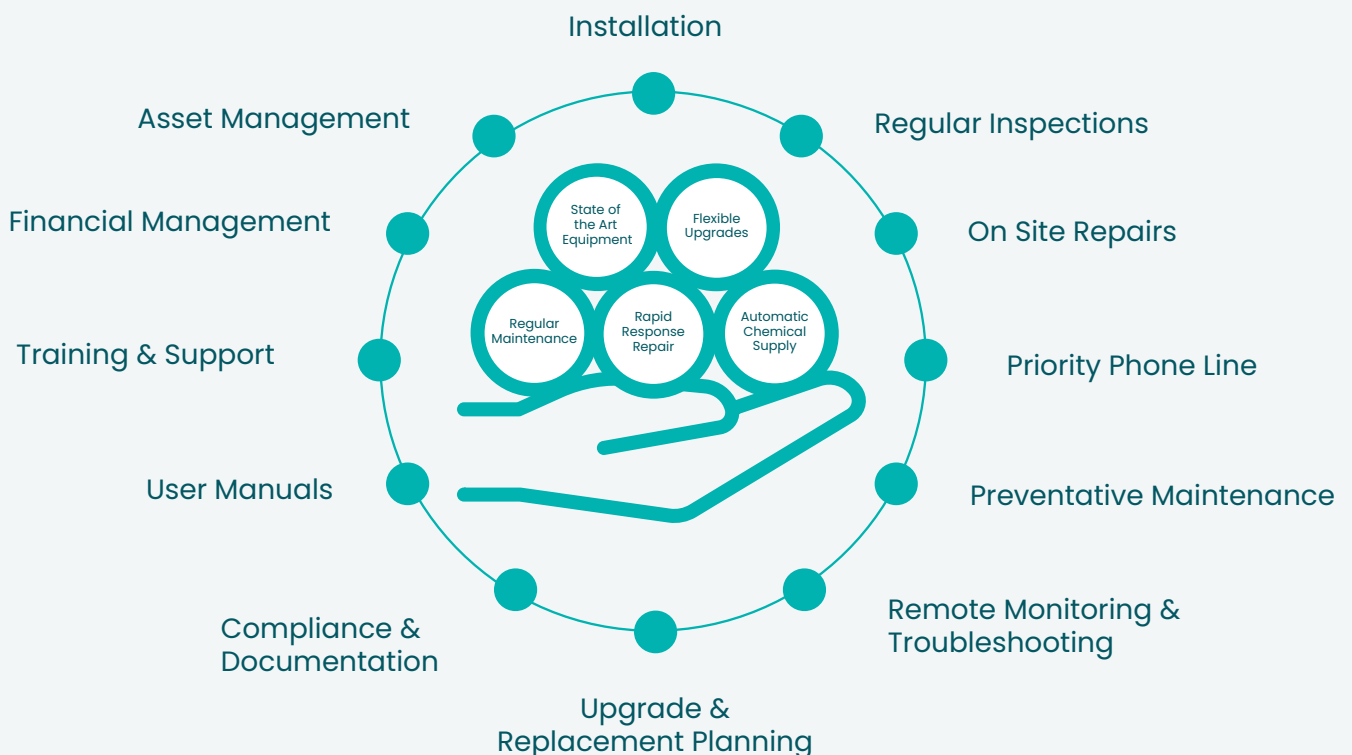 Installation
Asset Management
Regular Inspections
Financial Management
On Site Repairs
State of
the Art
Equipment
Flexible
Upgrades
Regular
Maintenance
Rapid
Response
Repair
Automatic
Chemical
Supply
Training & Support
Priority Phone Line
User Manuals
Preventative Maintenance
Compliance &
Documentation
Remote Monitoring &
Troubleshooting
Upgrade &
Replacement Planning